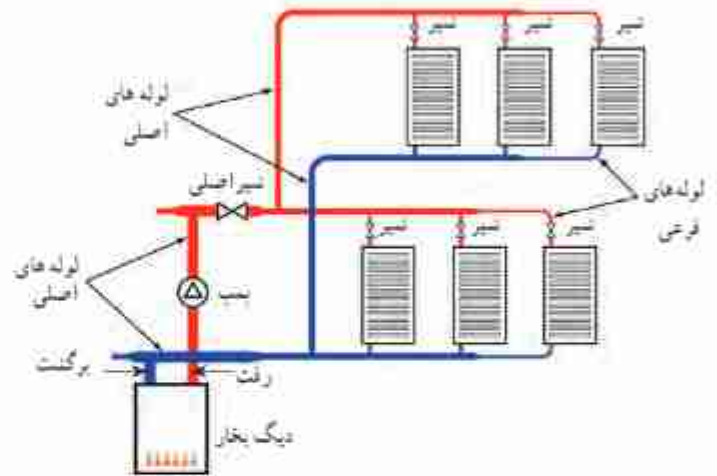 شیر
شیر
شیر
لوله های
اصلی
شیر اصلی
لوله‌های
فرعی
شیر
شیر
شیر
لوله های
اصلی
پمپ
برگشت
رفت
دیگ بخار